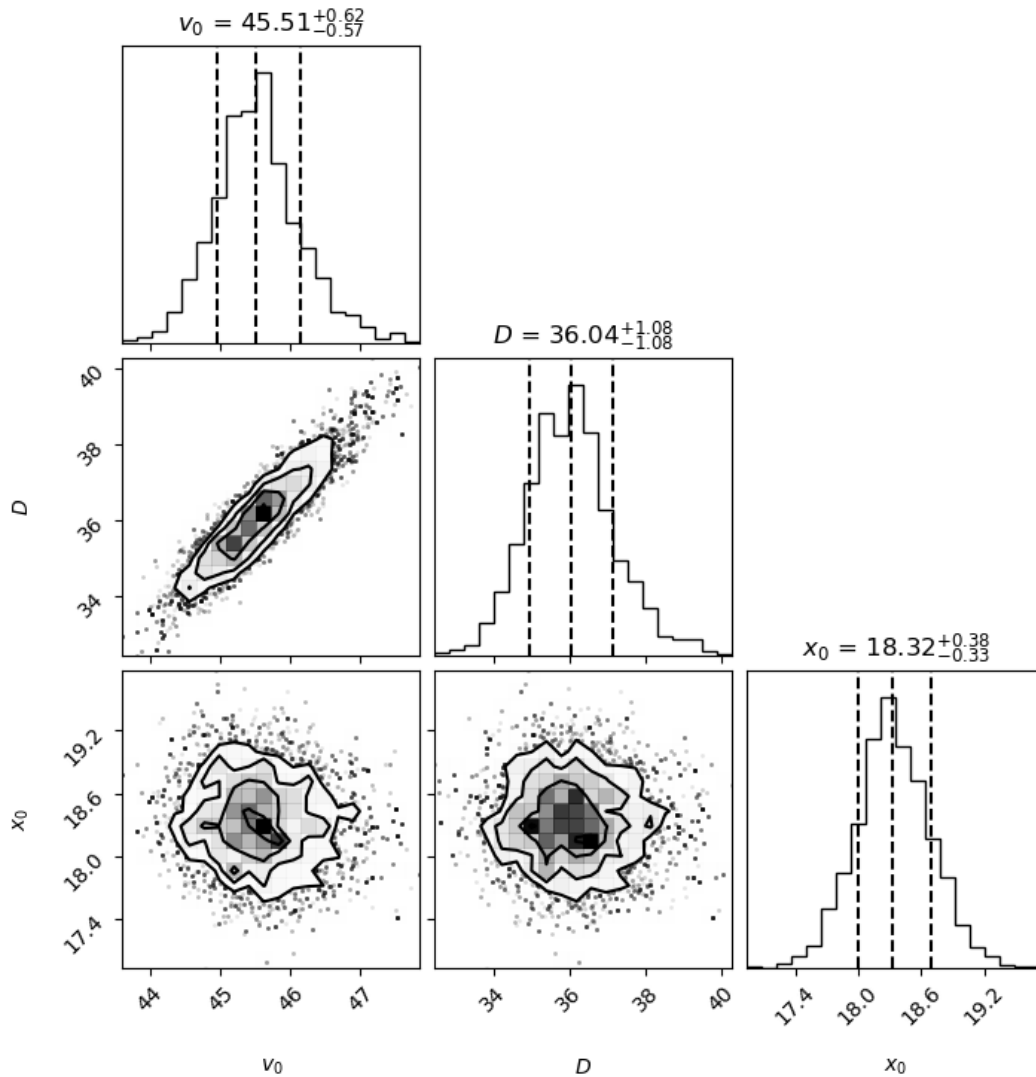 v₀ = 45.51⁺⁰·⁶²₋₀.₅₇
D = 36.04⁺¹·⁰⁸₋₁.₀₈
40
38
36
34
D
x₀ = 18.32⁺⁰·³⁸₋₀.₃₃
19.2
18.6
18.0
17.4
x₀
44 45 46 47
34 36 38 40
17.4 18.0 18.6 19.2
v₀
D
x₀